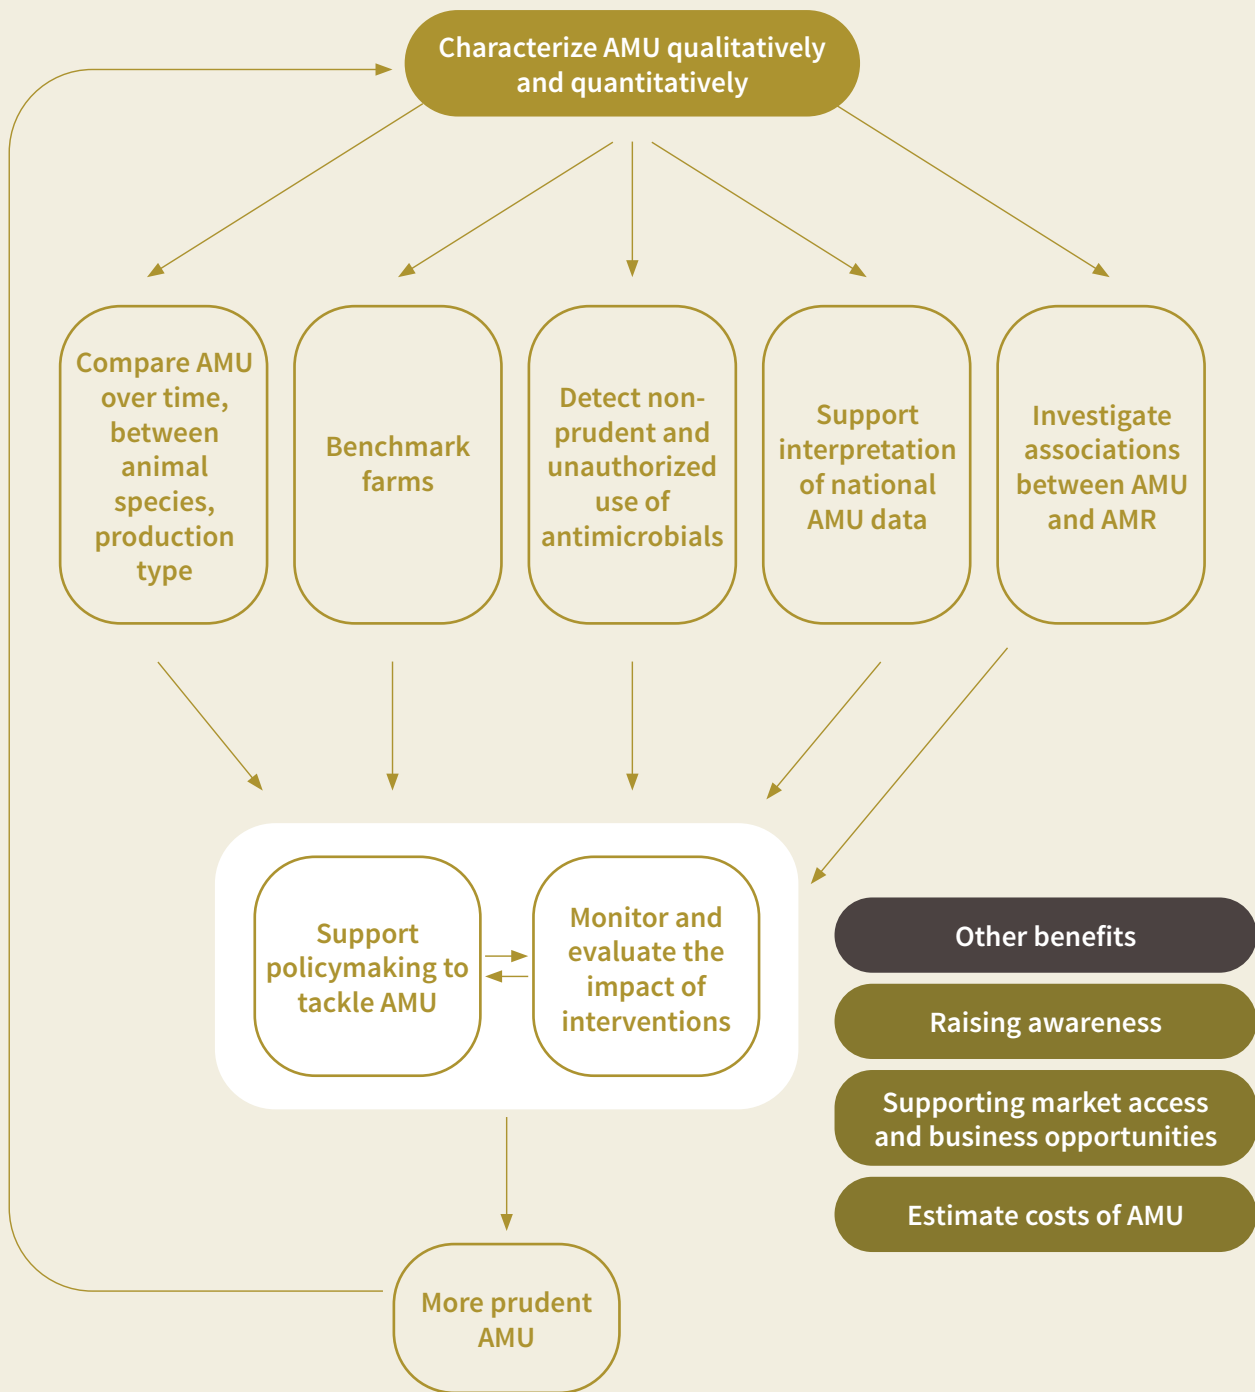 Characterize AMU qualitatively
and quantitatively
Compare AMU
over time,
between
animal
species,
production
type
Benchmark
farms
Detect non-
prudent and
unauthorized
use of
antimicrobials
Support
interpretation
of national
AMU data
Investigate
associations
between AMU
and AMR
Support
policymaking to
tackle AMU
Monitor and
evaluate the
impact of
interventions
Other benefits
Raising awareness
Supporting market access
and business opportunities
Estimate costs of AMU
More prudent
AMU